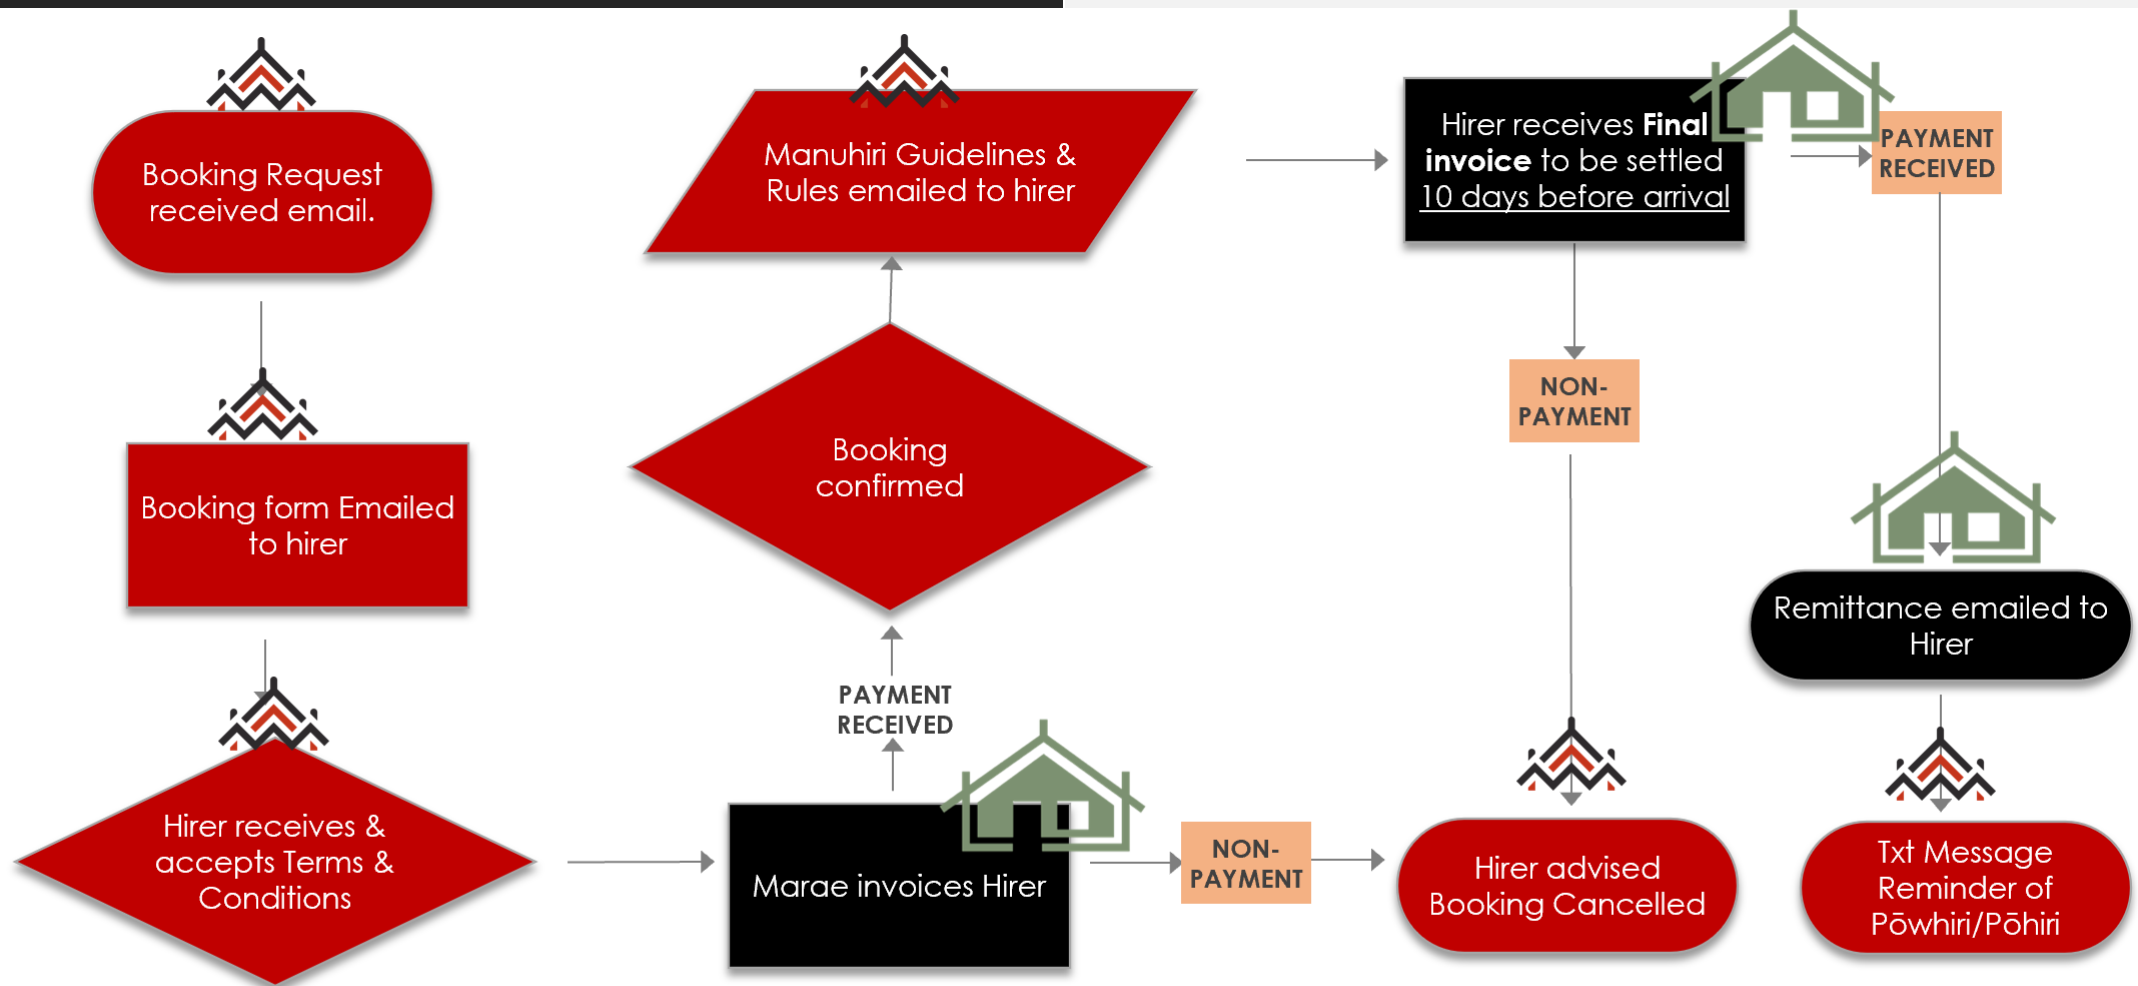 Booking Request
received email.
Booking form Emailed
to hirer
Hirer receives &
accepts Terms &
Conditions
Marae invoices Hirer
PAYMENT
RECEIVED
Booking
confirmed
Manuhiri Guidelines &
Rules emailed to hirer
NON-
PAYMENT
Hirer advised
Booking Cancelled
Hirer receives Final
invoice to be settled
10 days before arrival
NON-
PAYMENT
PAYMENT
RECEIVED
Remittance emailed to
Hirer
Txt Message
Reminder of
Pōwhiri/Pōhiri